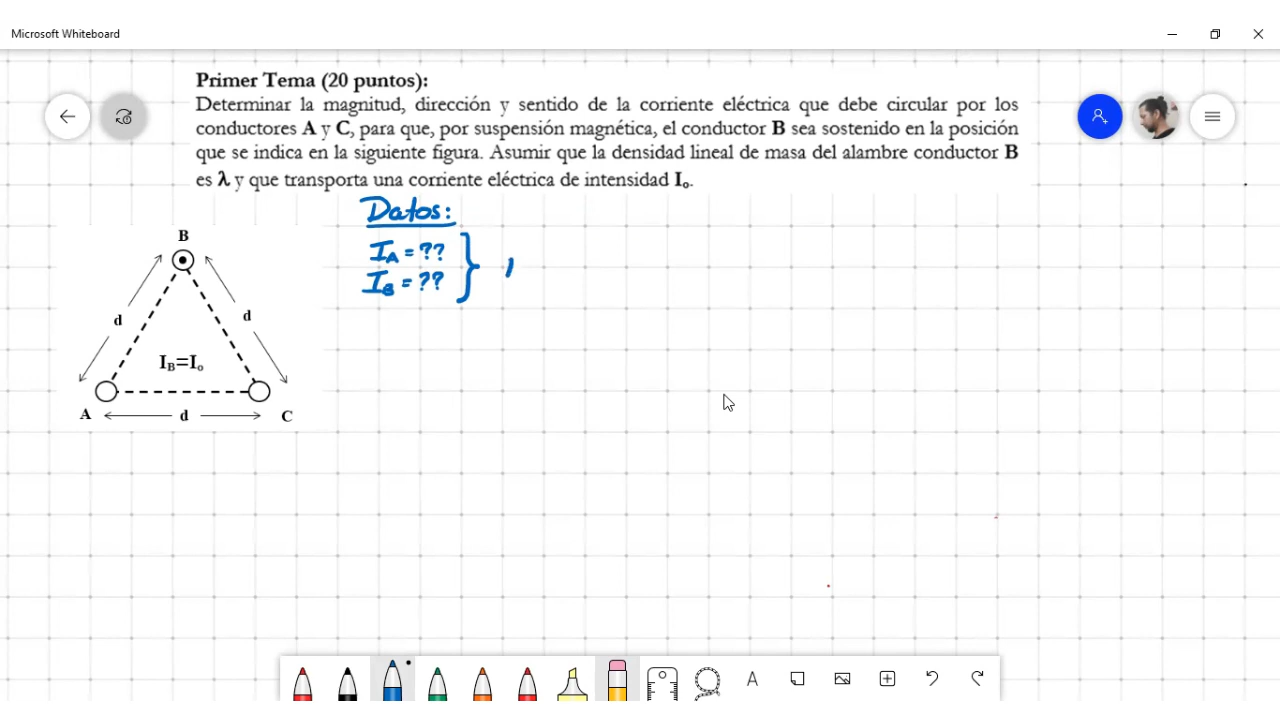 Microsoft Whiteboard
Primer Tema (20 puntos):
Determinar la magnitud, dirección y sentido de la corriente eléctrica que debe circular por los
conductores A y C, para que, por suspensión magnética, el conductor B sea sostenido en la posición
que se indica en la siguiente figura. Asumir que la densidad lineal de masa del alambre conductor B
es λ y que transporta una corriente eléctrica de intensidad Iₒ.
Datos:
I_A = ??
I_B = ??
B
d
d
I_B=Iₒ
A
d
C